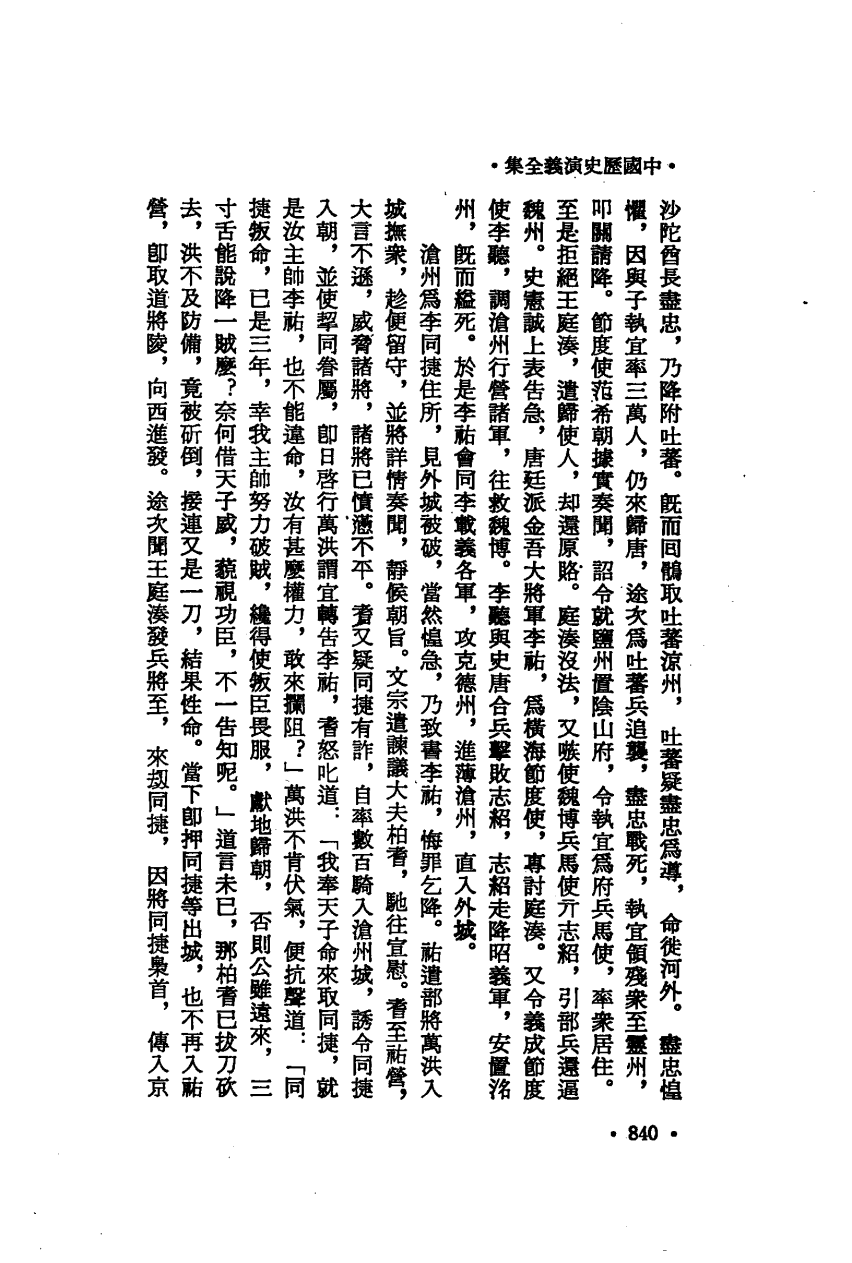 •中國歷史演義全集•
沙陀酋長盡忠，乃降附吐蕃。旣而回鶻取吐蕃涼州，吐蕃疑盡忠爲導，命徙河外。盡忠惶
懼，因與子執宜率三萬人，仍來歸唐，途次爲吐蕃兵追襲，盡忠戰死，執宜領殘衆至靈州，
叩關請降。節度使范希朝據實奏聞，詔令就鹽州置陰山府，令執宜爲府兵馬使，率衆居住。
至是拒絕王庭湊，遣歸使人，却還原賂。庭湊沒法，又嗾使魏博兵馬使亓志紹，引部兵還逼
魏州。史憲誠上表告急，唐廷派金吾大將軍李祐，爲橫海節度使，專討庭湊。又令義成節度
使李聽，調滄州行營諸軍，往救魏博。李聽與史唐合兵擊敗志紹，志紹走降昭義軍，安置洺
州，旣而縊死。於是李祐會同李載義各軍，攻克德州，進薄滄州，直入外城。
滄州爲李同捷住所，見外城被破，當然惶急，乃致書李祐，悔罪乞降。祐遣部將萬洪入
城撫衆，趁便留守，並將詳情奏聞，靜候朝旨。文宗遣諫議大夫柏耆，馳往宣慰。耆至祐營，
大言不遜，威脅諸將，諸將已憤懣不平。耆又疑同捷有詐，自率數百騎入滄州城，誘令同捷
入朝，並使挈同眷屬，卽日啓行萬洪謂宜轉告李祐，耆怒叱道：「我奉天子命來取同捷，就
是汝主帥李祐，也不能違命，汝有甚麼權力，敢來攔阻？」萬洪不肯伏氣，便抗聲道：「同
捷叛命，已是三年，幸我主帥努力破賊，纔得使叛臣畏服，獻地歸朝，否則公雖遠來，三
寸舌能說降一賊麼？奈何借天子威，藐視功臣，不一告知呢。」道言未已，那柏耆已拔刀砍
去，洪不及防備，竟被斫倒，接連又是一刀，結果性命。當下卽押同捷等出城，也不再入祐
營，卽取道將陵，向西進發。途次聞王庭湊發兵將至，來刼同捷，因將同捷梟首，傳入京
•840•